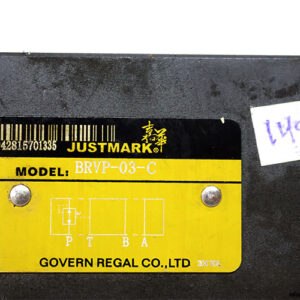 42815701335
JUSTMARK®
MODEL: BRVP-03-C
P T B A
GOVERN REGAL CO.,LTD